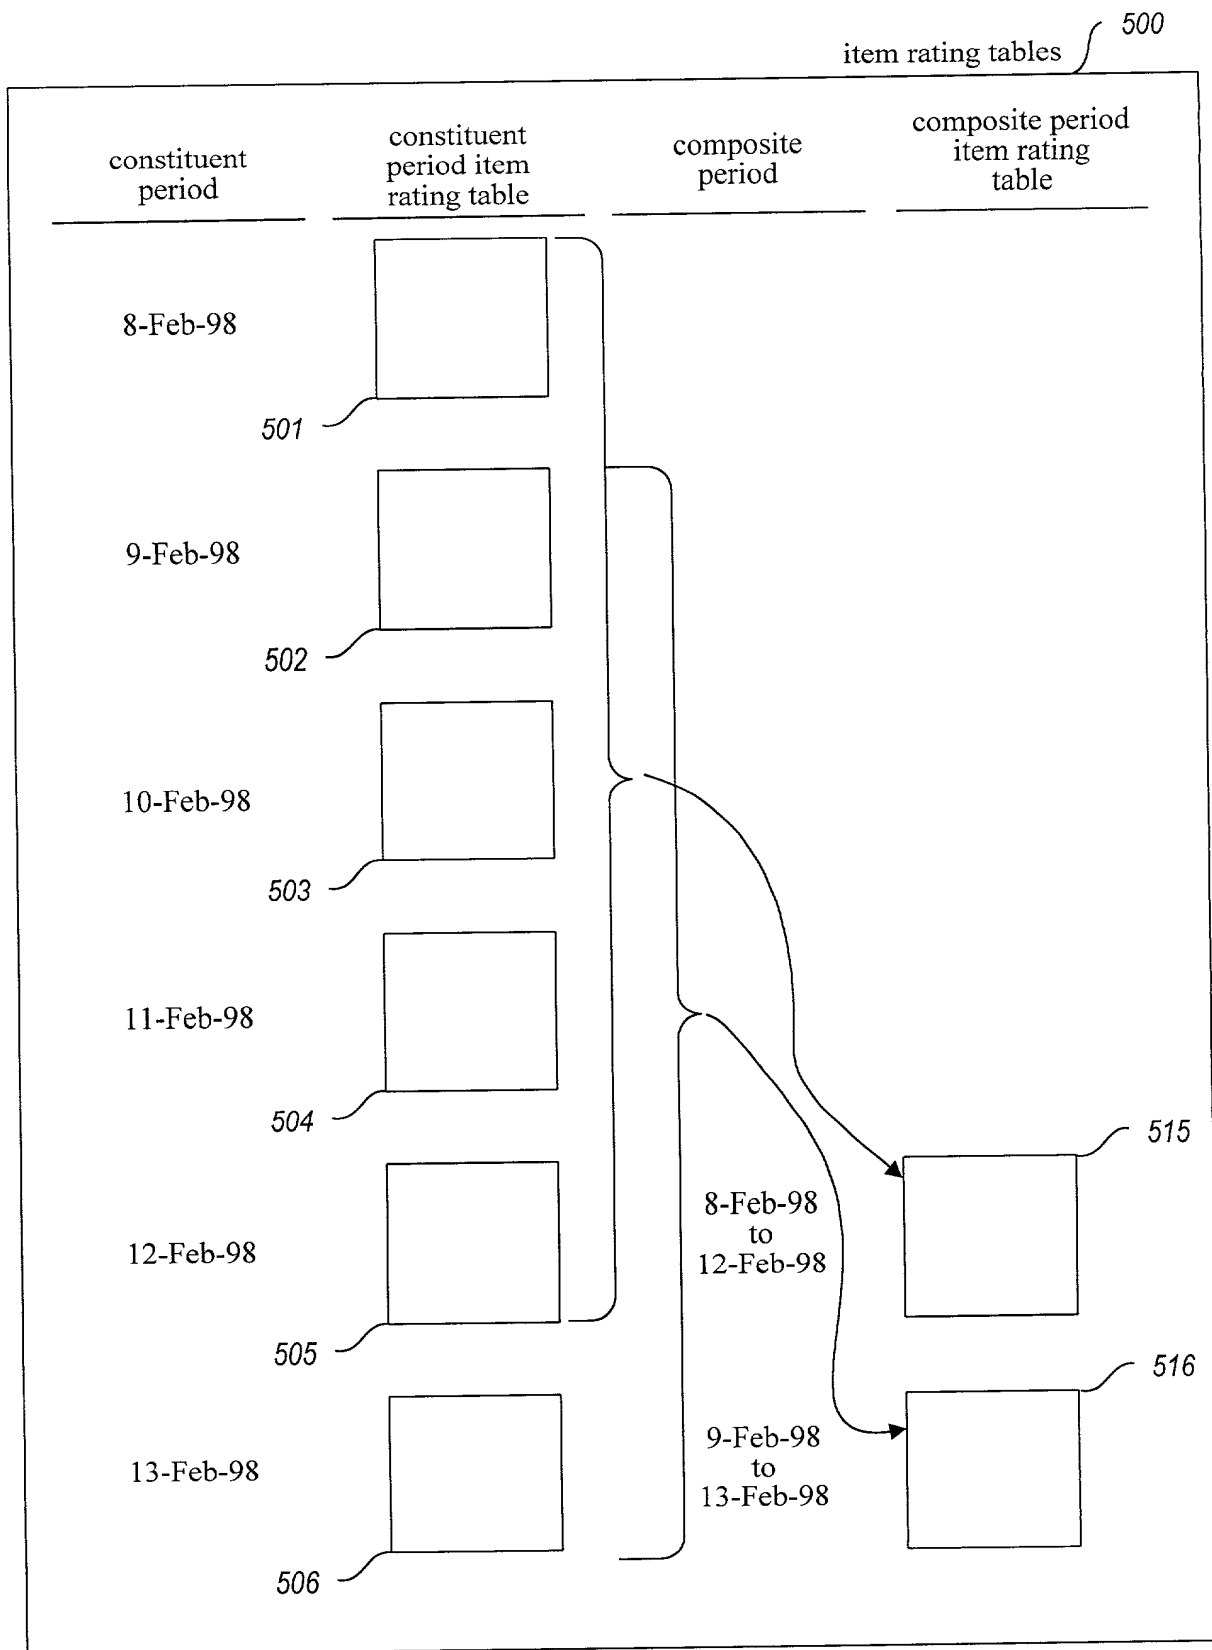 500
item rating tables
constituent
period
constituent
period item
rating table
composite
period
composite period
item rating
table
8-Feb-98
501
9-Feb-98
502
10-Feb-98
503
11-Feb-98
504
515
12-Feb-98
8-Feb-98
to
12-Feb-98
505
516
13-Feb-98
9-Feb-98
to
13-Feb-98
506